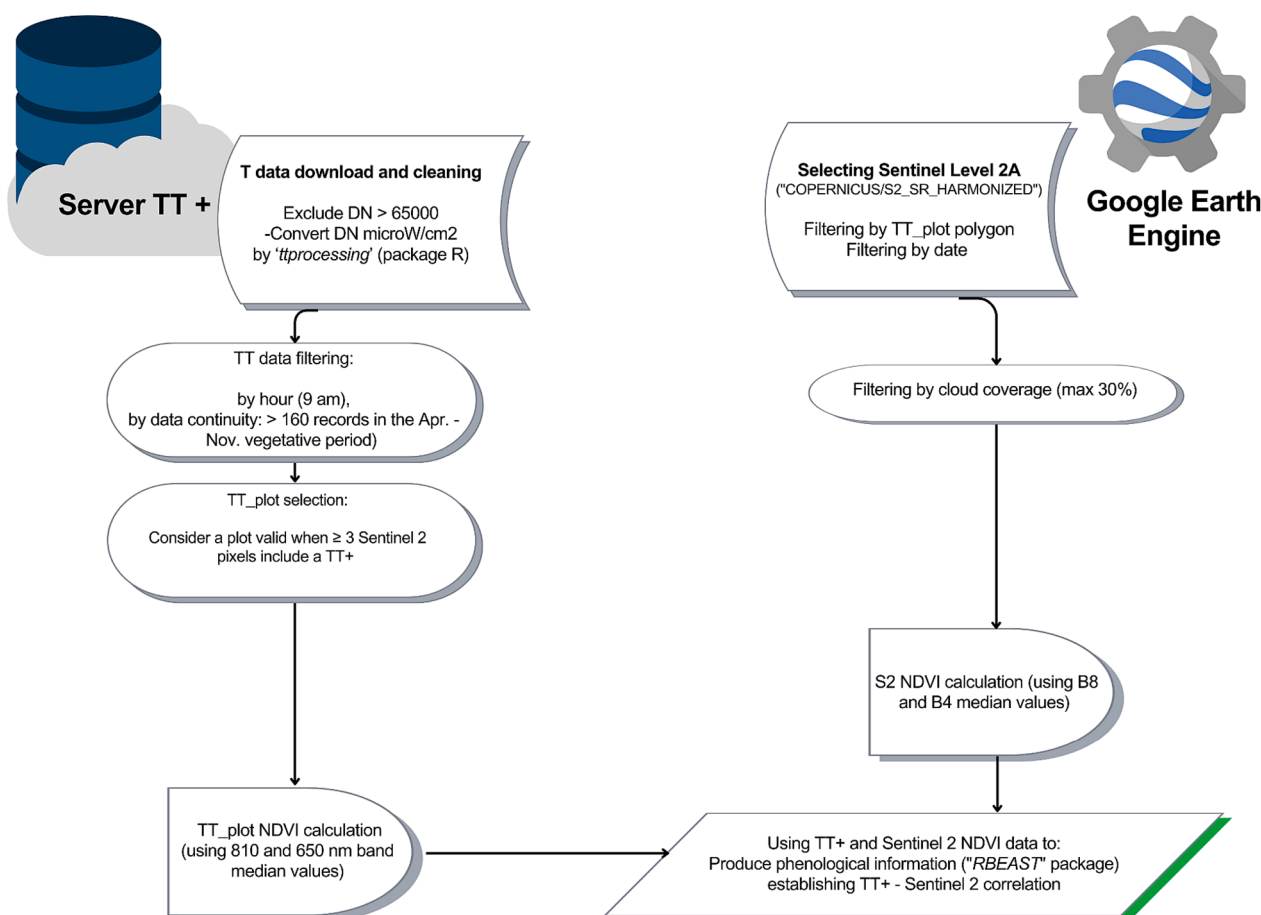 Server TT +
T data download and cleaning
Exclude DN > 65000
-Convert DN microW/cm2
by ‘ttprocessing’ (package R)
TT data filtering:
by hour (9 am),
by data continuity: > 160 records in the Apr. -
Nov. vegetative period)
TT_plot selection:
Consider a plot valid when ≥ 3 Sentinel 2
pixels include a TT+
TT_plot NDVI calculation
(using 810 and 650 nm band
median values)
Google Earth
Engine
Selecting Sentinel Level 2A
("COPERNICUS/S2_SR_HARMONIZED")
Filtering by TT_plot polygon
Filtering by date
Filtering by cloud coverage (max 30%)
S2 NDVI calculation (using B8
and B4 median values)
Using TT+ and Sentinel 2 NDVI data to:
Produce phenological information ("RBEAST" package)
establishing TT+ - Sentinel 2 correlation